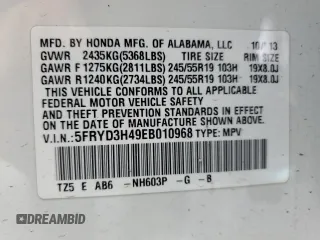 MFD. BY HONDA MFG. OF ALABAMA, LLC 10/13
GVWR 2435KG(5368LBS) TIRE SIZE RIM SIZE
GAWR F 1275KG(2811LBS) 245/55R19 103H 19X8.0J
GAWR R 1240KG(2734LBS) 245/55R19 103H 19X8.0J
THIS VEHICLE CONFORMS TO ALL APPLICABLE
FEDERAL MOTOR VEHICLE SAFETY AND THEFT
PREVENTION STANDARDS IN EFFECT ON THE DATE OF
MANUFACTURE SHOWN ABOVE.
V.I.N.: 5FRYD3H49EB010968 TYPE: MPV
TZ5 E AB6 -NH603P -G -B
DREAMBID